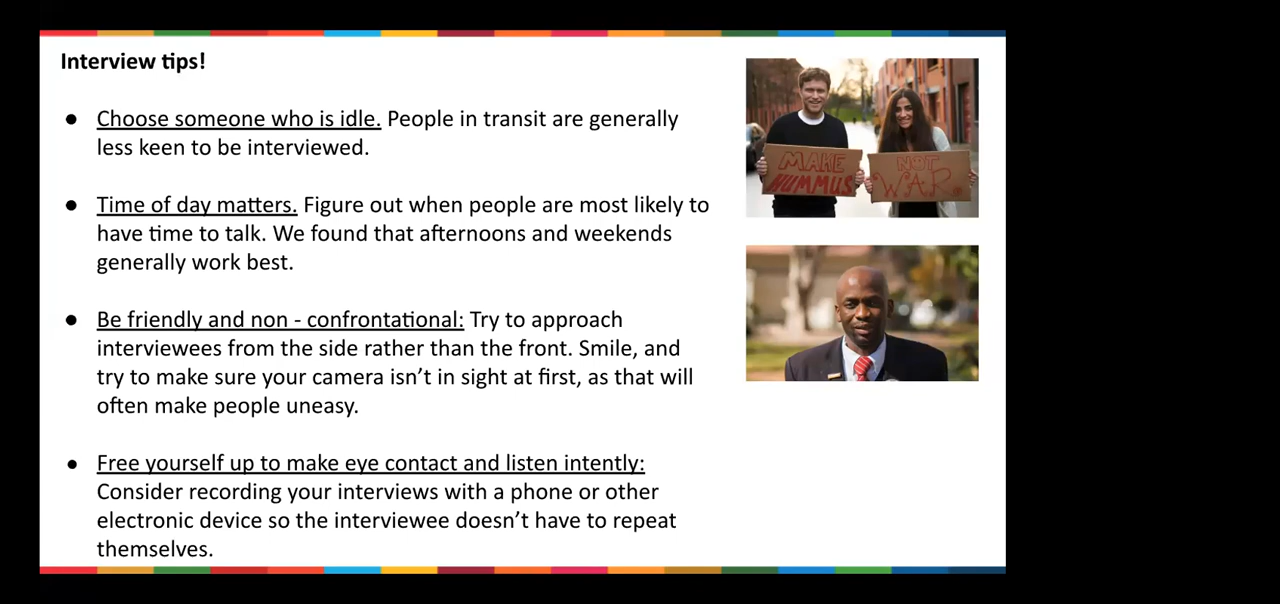 Interview tips!
● Choose someone who is idle. People in transit are generally
less keen to be interviewed.
● Time of day matters. Figure out when people are most likely to
have time to talk. We found that afternoons and weekends
generally work best.
● Be friendly and non - confrontational: Try to approach
interviewees from the side rather than the front. Smile, and
try to make sure your camera isn’t in sight at first, as that will
often make people uneasy.
● Free yourself up to make eye contact and listen intently:
Consider recording your interviews with a phone or other
electronic device so the interviewee doesn’t have to repeat
themselves.
MAKE
HUMMUS
NOT
WAR